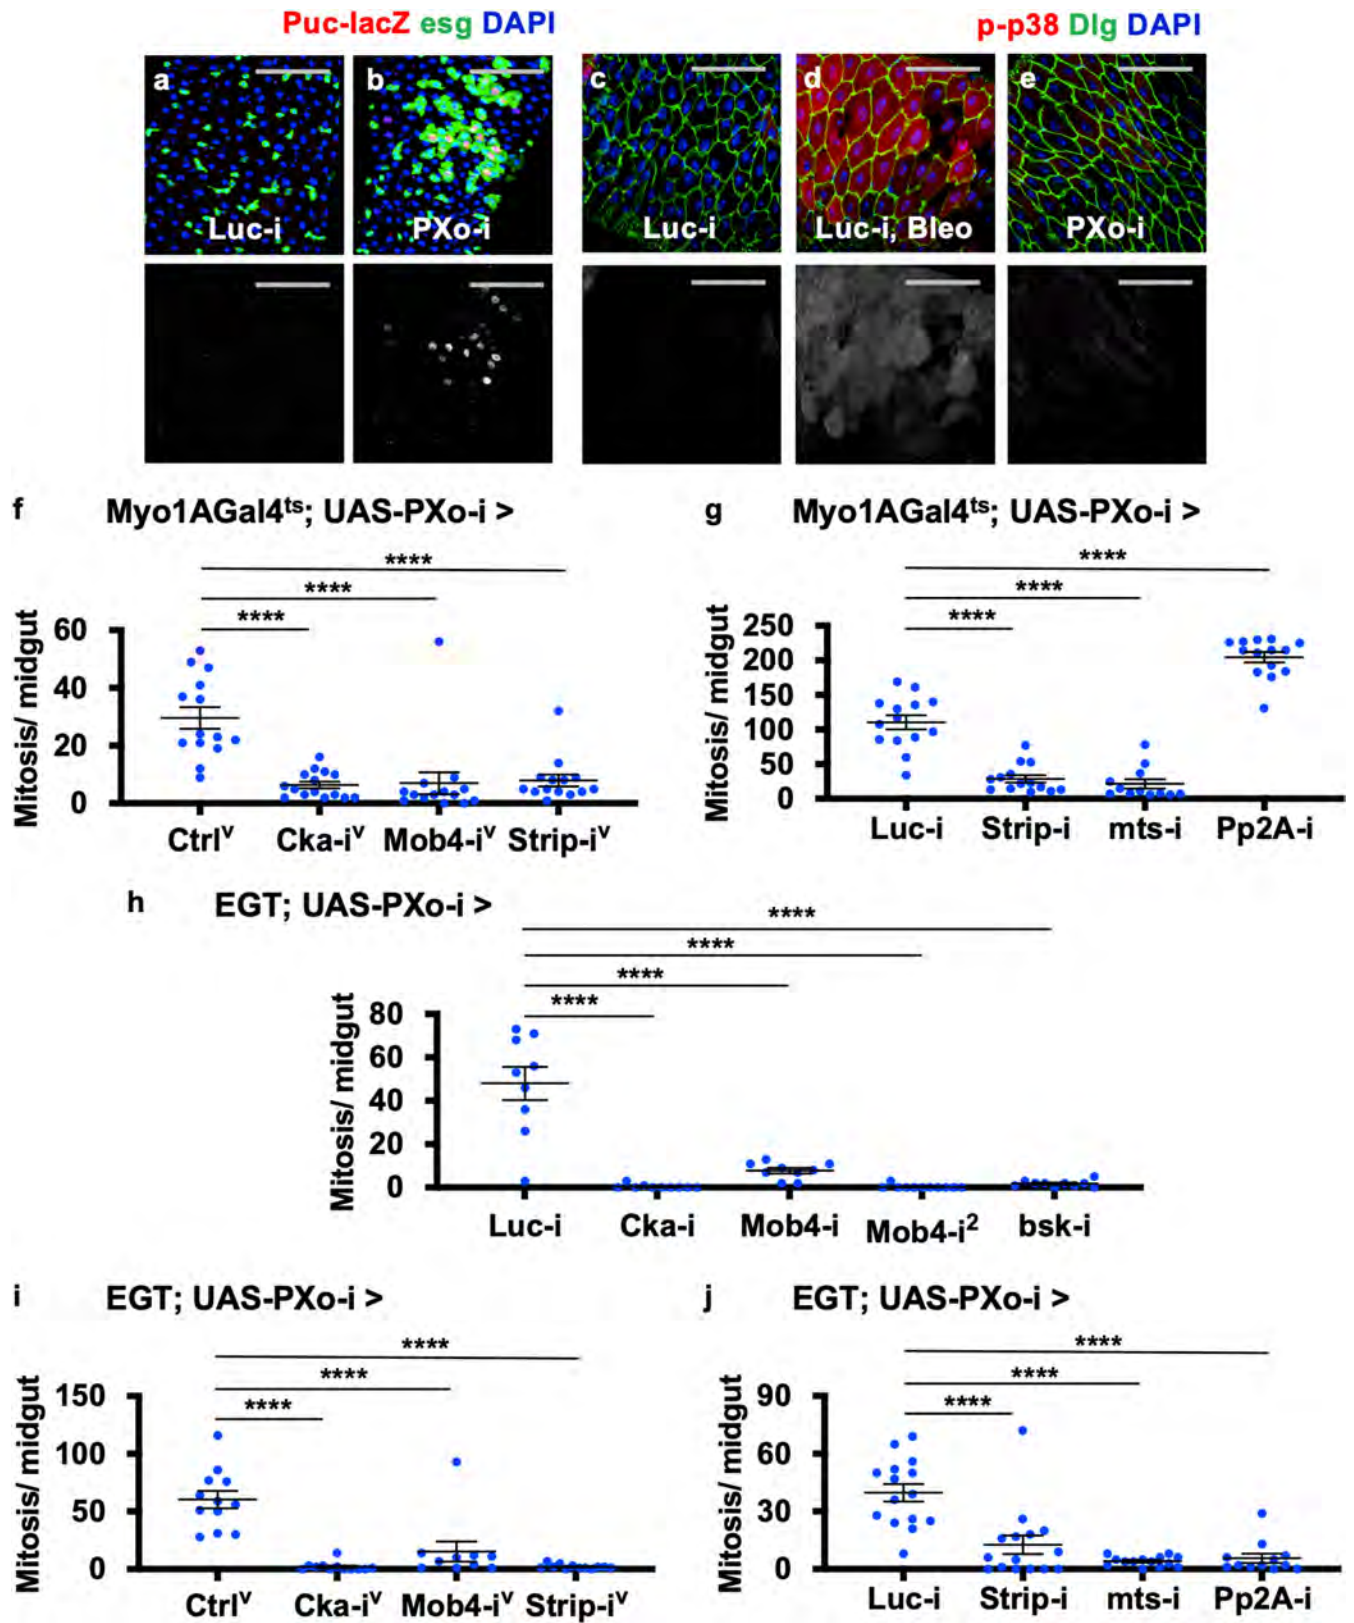 Puc-lacZ esg DAPI
p-p38 Dlg DAPI
a
b
c
d
e
Luc-i
PXo-i
Luc-i
Luc-i, Bleo
PXo-i
f Myo1AGal4ᵗˢ; UAS-PXo-i >
****
****
****
Mitosis/ midgut
60
40
20
0
Ctrlⱽ Cka-iⱽ Mob4-iⱽ Strip-iⱽ
g Myo1AGal4ᵗˢ; UAS-PXo-i >
****
****
****
Mitosis/ midgut
250
200
150
100
50
0
Luc-i Strip-i mts-i Pp2A-i
h EGT; UAS-PXo-i >
****
****
****
****
Mitosis/ midgut
80
60
40
20
0
Luc-i Cka-i Mob4-i Mob4-i² bsk-i
i EGT; UAS-PXo-i >
****
****
****
Mitosis/ midgut
150
100
50
0
Ctrlⱽ Cka-iⱽ Mob4-iⱽ Strip-iⱽ
j EGT; UAS-PXo-i >
****
****
****
Mitosis/ midgut
90
60
30
0
Luc-i Strip-i mts-i Pp2A-i